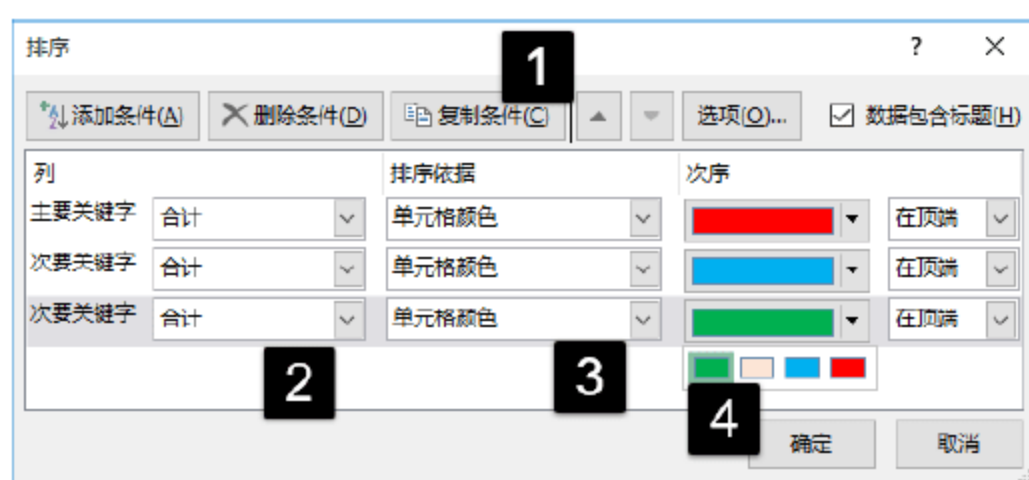 排序 ?
1
添加条件(A) 删除条件(D) 复制条件(C) 选项(O)... 数据包含标题(H)
列 排序依据 次序
主要关键字 合计 单元格颜色 在顶端
次要关键字 合计 单元格颜色 在顶端
次要关键字 合计 单元格颜色 在顶端
2 3 4
确定 取消